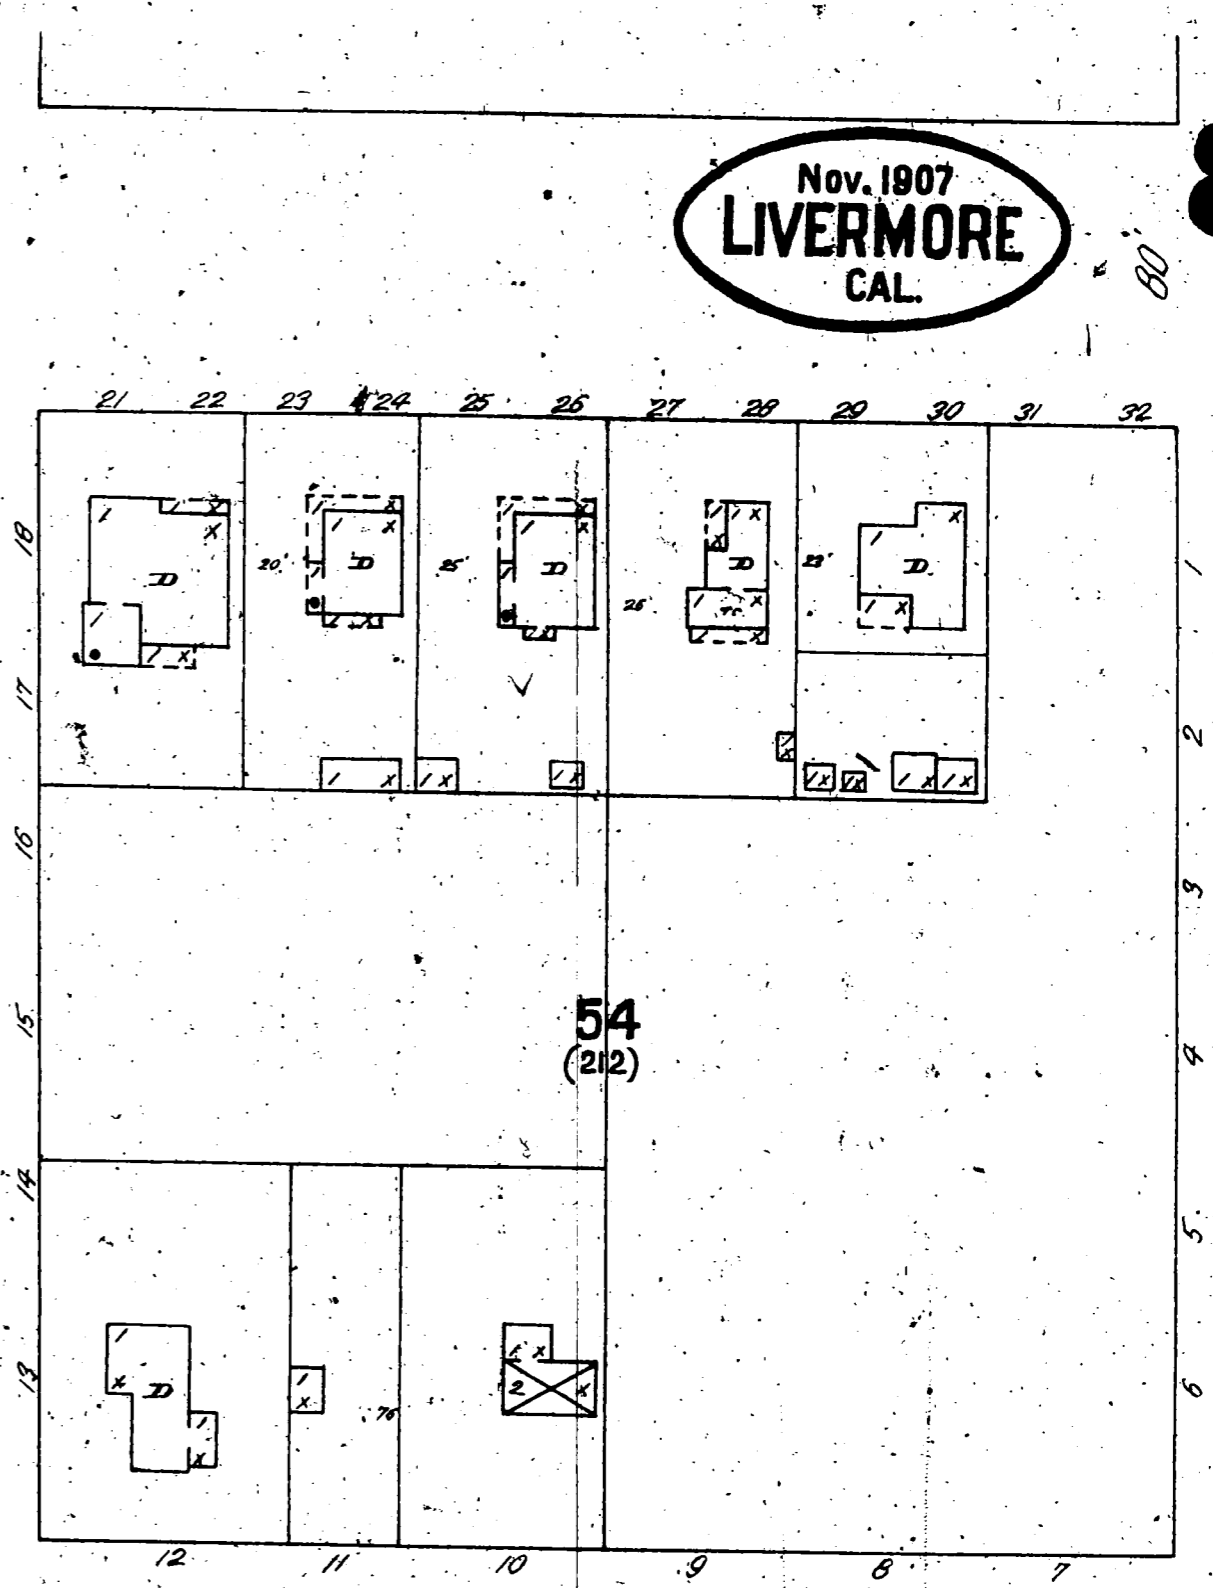 Nov. 1907
LIVERMORE
CAL.
80'
21 22 23 24 25 26 27 28 29 30 31 32
18
17
16
15
14
13
1
2
3
4
5
6
/ X
/ X
/ X
/ X
/ X
X
D
D
D
D
D
20'
25'
26'
23'
/ X
/ X
/ X
/ X
/ X
/ X
/ X
54
(212)
/
X
D
/
X
/
X
76
X
2 X
12 11 10 9 8 7